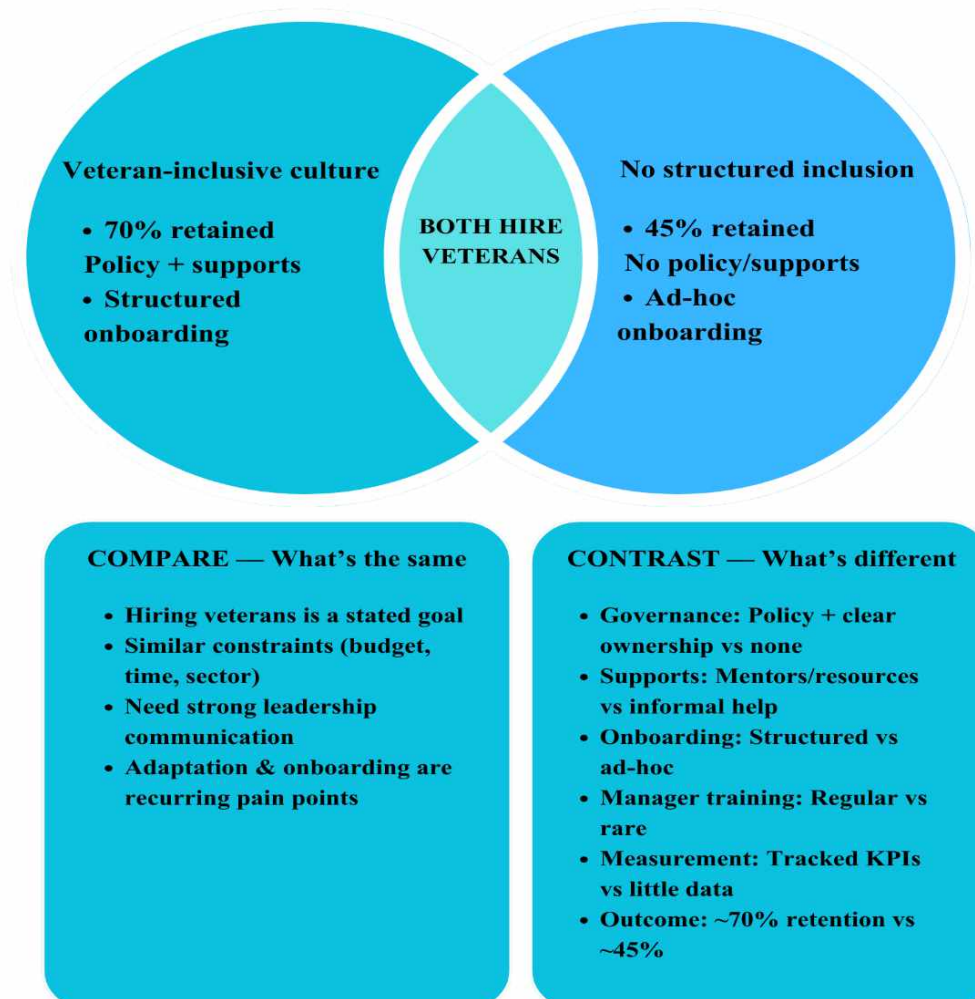 Veteran-inclusive culture
• 70% retained
Policy + supports
• Structured
onboarding
BOTH HIRE
VETERANS
No structured inclusion
• 45% retained
No policy/supports
• Ad-hoc
onboarding
COMPARE — What's the same
• Hiring veterans is a stated goal
• Similar constraints (budget,
time, sector)
• Need strong leadership
communication
• Adaptation & onboarding are
recurring pain points
CONTRAST — What's different
• Governance: Policy + clear
ownership vs none
• Supports: Mentors/resources
vs informal help
• Onboarding: Structured vs
ad-hoc
• Manager training: Regular vs
rare
• Measurement: Tracked KPIs
vs little data
• Outcome: ~70% retention vs
~45%